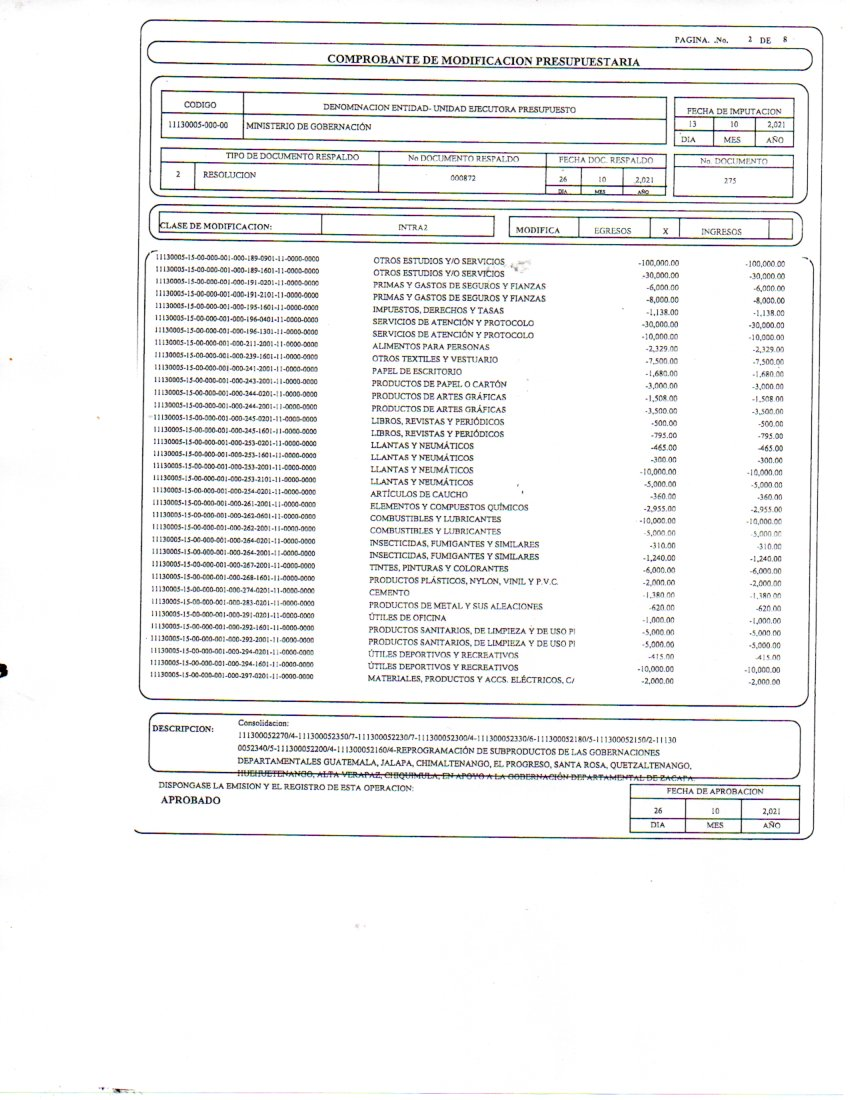 PAGINA. .No. 2 DE 8
COMPROBANTE DE MODIFICACION PRESUPUESTARIA
CODIGO DENOMINACION ENTIDAD- UNIDAD EJECUTORA PRESUPUESTO FECHA DE IMPUTACION
11130005-000-00 MINISTERIO DE GOBERNACIÓN 13 10 2,021
DIA MES AÑO
TIPO DE DOCUMENTO RESPALDO No DOCUMENTO RESPALDO FECHA DOC. RESPALDO No. DOCUMENTO
2 RESOLUCION 000872 26 10 2,021 275
DIA MES AÑO
CLASE DE MODIFICACION: INTRA2 MODIFICA EGRESOS X INGRESOS
11130005-15-00-000-001-000-189-0901-11-0000-0000 OTROS ESTUDIOS Y/O SERVICIOS -100,000.00 -100,000.00
11130005-15-00-000-001-000-189-1601-11-0000-0000 OTROS ESTUDIOS Y/O SERVICIOS -30,000.00 -30,000.00
11130005-15-00-000-001-000-191-0201-11-0000-0000 PRIMAS Y GASTOS DE SEGUROS Y FIANZAS -6,000.00 -6,000.00
11130005-15-00-000-001-000-191-2101-11-0000-0000 PRIMAS Y GASTOS DE SEGUROS Y FIANZAS -8,000.00 -8,000.00
11130005-15-00-000-001-000-195-1601-11-0000-0000 IMPUESTOS, DERECHOS Y TASAS -1,138.00 -1,138.00
11130005-15-00-000-001-000-196-0401-11-0000-0000 SERVICIOS DE ATENCIÓN Y PROTOCOLO -30,000.00 -30,000.00
11130005-15-00-000-001-000-196-1301-11-0000-0000 SERVICIOS DE ATENCIÓN Y PROTOCOLO -10,000.00 -10,000.00
11130005-15-00-000-001-000-211-2001-11-0000-0000 ALIMENTOS PARA PERSONAS -2,329.00 -2,329.00
11130005-15-00-000-001-000-239-1601-11-0000-0000 OTROS TEXTILES Y VESTUARIO -7,500.00 -7,500.00
11130005-15-00-000-001-000-241-2001-11-0000-0000 PAPEL DE ESCRITORIO -1,680.00 -1,680.00
11130005-15-00-000-001-000-243-2001-11-0000-0000 PRODUCTOS DE PAPEL O CARTÓN -3,000.00 -3,000.00
11130005-15-00-000-001-000-244-0201-11-0000-0000 PRODUCTOS DE ARTES GRÁFICAS -1,508.00 -1,508.00
11130005-15-00-000-001-000-244-2001-11-0000-0000 PRODUCTOS DE ARTES GRÁFICAS -3,500.00 -3,500.00
11130005-15-00-000-001-000-245-0201-11-0000-0000 LIBROS, REVISTAS Y PERIÓDICOS -500.00 -500.00
11130005-15-00-000-001-000-245-1601-11-0000-0000 LIBROS, REVISTAS Y PERIÓDICOS -795.00 -795.00
11130005-15-00-000-001-000-253-0201-11-0000-0000 LLANTAS Y NEUMÁTICOS -465.00 -465.00
11130005-15-00-000-001-000-253-1601-11-0000-0000 LLANTAS Y NEUMÁTICOS -300.00 -300.00
11130005-15-00-000-001-000-253-2001-11-0000-0000 LLANTAS Y NEUMÁTICOS -10,000.00 -10,000.00
11130005-15-00-000-001-000-253-2101-11-0000-0000 LLANTAS Y NEUMÁTICOS -5,000.00 -5,000.00
11130005-15-00-000-001-000-254-0201-11-0000-0000 ARTÍCULOS DE CAUCHO -360.00 -360.00
11130005-15-00-000-001-000-261-2001-11-0000-0000 ELEMENTOS Y COMPUESTOS QUÍMICOS -2,955.00 -2,955.00
11130005-15-00-000-001-000-262-0601-11-0000-0000 COMBUSTIBLES Y LUBRICANTES -10,000.00 -10,000.00
11130005-15-00-000-001-000-262-2001-11-0000-0000 COMBUSTIBLES Y LUBRICANTES -5,000.00 -5,000.00
11130005-15-00-000-001-000-264-0201-11-0000-0000 INSECTICIDAS, FUMIGANTES Y SIMILARES -310.00 -310.00
11130005-15-00-000-001-000-264-2001-11-0000-0000 INSECTICIDAS, FUMIGANTES Y SIMILARES -1,240.00 -1,240.00
11130005-15-00-000-001-000-267-2001-11-0000-0000 TINTES, PINTURAS Y COLORANTES -6,000.00 -6,000.00
11130005-15-00-000-001-000-268-1601-11-0000-0000 PRODUCTOS PLÁSTICOS, NYLON, VINIL Y P.V.C. -2,000.00 -2,000.00
11130005-15-00-000-001-000-274-0201-11-0000-0000 CEMENTO -1,380.00 -1,380.00
11130005-15-00-000-001-000-283-0201-11-0000-0000 PRODUCTOS DE METAL Y SUS ALEACIONES -620.00 -620.00
11130005-15-00-000-001-000-291-0201-11-0000-0000 ÚTILES DE OFICINA -1,000.00 -1,000.00
11130005-15-00-000-001-000-292-1601-11-0000-0000 PRODUCTOS SANITARIOS, DE LIMPIEZA Y DE USO PI -5,000.00 -5,000.00
11130005-15-00-000-001-000-292-2001-11-0000-0000 PRODUCTOS SANITARIOS, DE LIMPIEZA Y DE USO PI -5,000.00 -5,000.00
11130005-15-00-000-001-000-294-0201-11-0000-0000 ÚTILES DEPORTIVOS Y RECREATIVOS -415.00 -415.00
11130005-15-00-000-001-000-294-1601-11-0000-0000 ÚTILES DEPORTIVOS Y RECREATIVOS -10,000.00 -10,000.00
11130005-15-00-000-001-000-297-0201-11-0000-0000 MATERIALES, PRODUCTOS Y ACCS. ELÉCTRICOS, CA -2,000.00 -2,000.00
DESCRIPCION: Consolidacion:
111300052270/4-111300052350/7-111300052230/7-111300052300/4-111300052330/6-111300052180/5-111300052150/2-11130
0052340/5-111300052200/4-111300052160/4-REPROGRAMACIÓN DE SUBPRODUCTOS DE LAS GOBERNACIONES
DEPARTAMENTALES GUATEMALA, JALAPA, CHIMALTENANGO, EL PROGRESO, SANTA ROSA, QUETZALTENANGO,
HUEHUETENANGO, ALTA VERAPAZ, CHIQUIMULA, EN APOYO A LA GOBERNACIÓN DEPARTAMENTAL DE ZACAPA.
DISPONGASE LA EMISION Y EL REGISTRO DE ESTA OPERACION: FECHA DE APROBACION
APROBADO 26 10 2,021
DIA MES AÑO